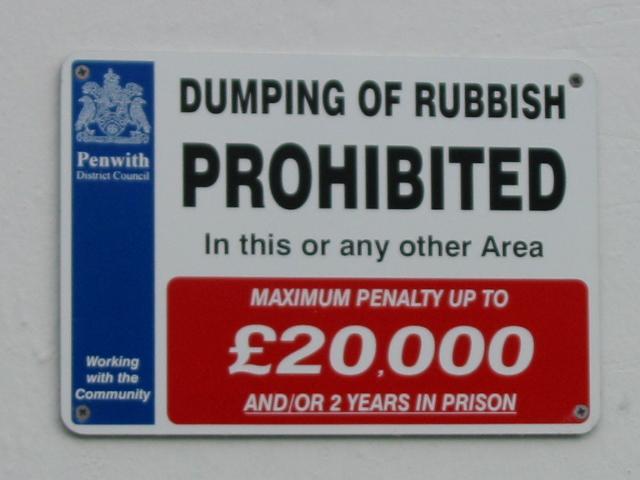 Penwith
District Council
DUMPING OF RUBBISH
PROHIBITED
In this or any other Area
MAXIMUM PENALTY UP TO
£20,000
AND/OR 2 YEARS IN PRISON
Working
with the
Community